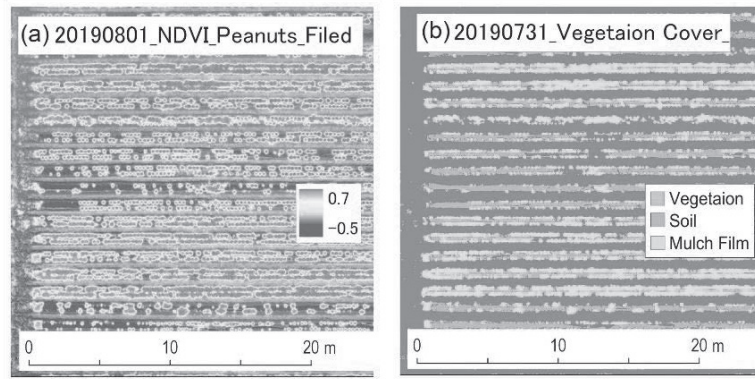 (a) 20190801_NDVI_Peanuts_Filed
0.7
-0.5
0 10 20 m
(b) 20190731_Vegetaion Cover_
Vegetaion
Soil
Mulch Film
0 10 20 m